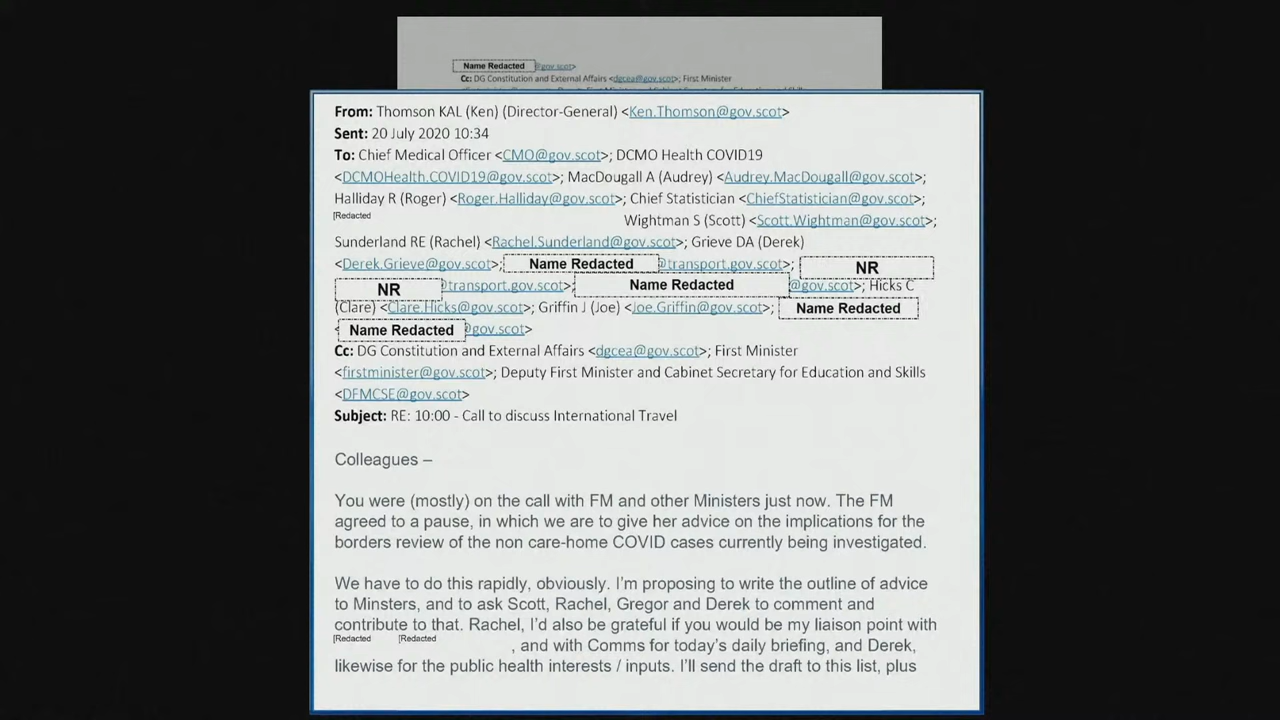 Name Redacted @gov.scot>
Cc: DG Constitution and External Affairs <dgcea@gov.scot>; First Minister
From: Thomson KAL (Ken) (Director-General) <Ken.Thomson@gov.scot>
Sent: 20 July 2020 10:34
To: Chief Medical Officer <CMO@gov.scot>; DCMO Health COVID19
<DCMOHealth.COVID19@gov.scot>; MacDougall A (Audrey) <Audrey.MacDougall@gov.scot>;
Halliday R (Roger) <Roger.Halliday@gov.scot>; Chief Statistician <ChiefStatistician@gov.scot>;
[Redacted Wightman S (Scott) <Scott.Wightman@gov.scot>;
Sunderland RE (Rachel) <Rachel.Sunderland@gov.scot>; Grieve DA (Derek)
<Derek.Grieve@gov.scot>; Name Redacted @transport.gov.scot>; NR
NR @transport.gov.scot>; Name Redacted @gov.scot>; Hicks C
(Clare) <Clare.Hicks@gov.scot>; Griffin J (Joe) <Joe.Griffin@gov.scot>; Name Redacted
< Name Redacted @gov.scot>
Cc: DG Constitution and External Affairs <dgcea@gov.scot>; First Minister
<firstminister@gov.scot>; Deputy First Minister and Cabinet Secretary for Education and Skills
<DFMCSE@gov.scot>
Subject: RE: 10:00 - Call to discuss International Travel
Colleagues –
You were (mostly) on the call with FM and other Ministers just now. The FM
agreed to a pause, in which we are to give her advice on the implications for the
borders review of the non care-home COVID cases currently being investigated.
We have to do this rapidly, obviously. I'm proposing to write the outline of advice
to Minsters, and to ask Scott, Rachel, Gregor and Derek to comment and
contribute to that. Rachel, I'd also be grateful if you would be my liaison point with
[Redacted [Redacted , and with Comms for today's daily briefing, and Derek,
likewise for the public health interests / inputs. I'll send the draft to this list, plus